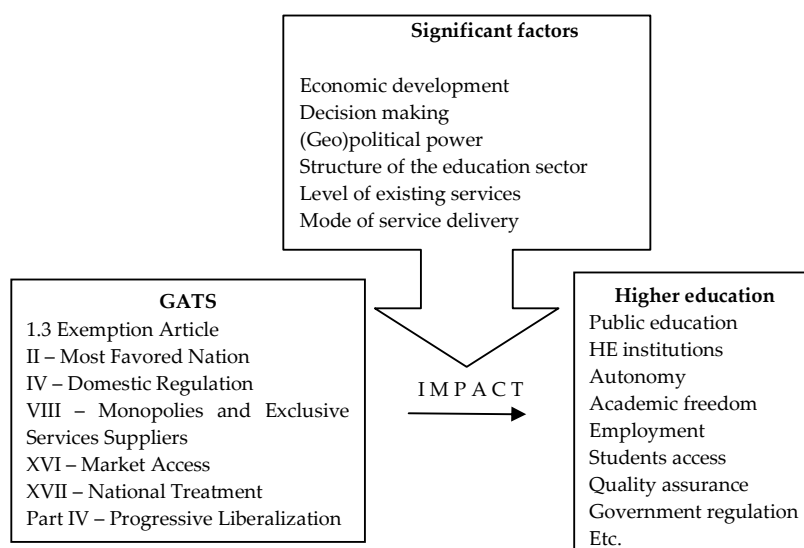 Significant factors
Economic development
Decision making
(Geo)political power
Structure of the education sector
Level of existing services
Mode of service delivery
GATS
1.3 Exemption Article
II – Most Favored Nation
IV – Domestic Regulation
VIII – Monopolies and Exclusive
Services Suppliers
XVI – Market Access
XVII – National Treatment
Part IV – Progressive Liberalization
IMPACT
Higher education
Public education
HE institutions
Autonomy
Academic freedom
Employment
Students access
Quality assurance
Government regulation
Etc.